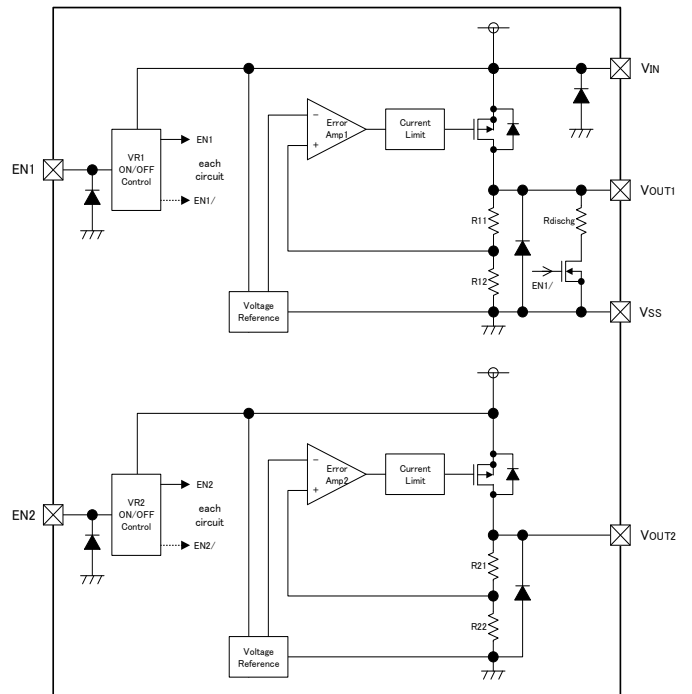 VIN
EN1
VR1
ON/OFF
Control
EN1
each
circuit
EN1/
−
+
Error
Amp1
Current
Limit
VOUT1
R11
Rdischg
R12
EN1/
Voltage
Reference
VSS
EN2
VR2
ON/OFF
Control
EN2
each
circuit
EN2/
−
+
Error
Amp2
Current
Limit
VOUT2
R21
R22
Voltage
Reference